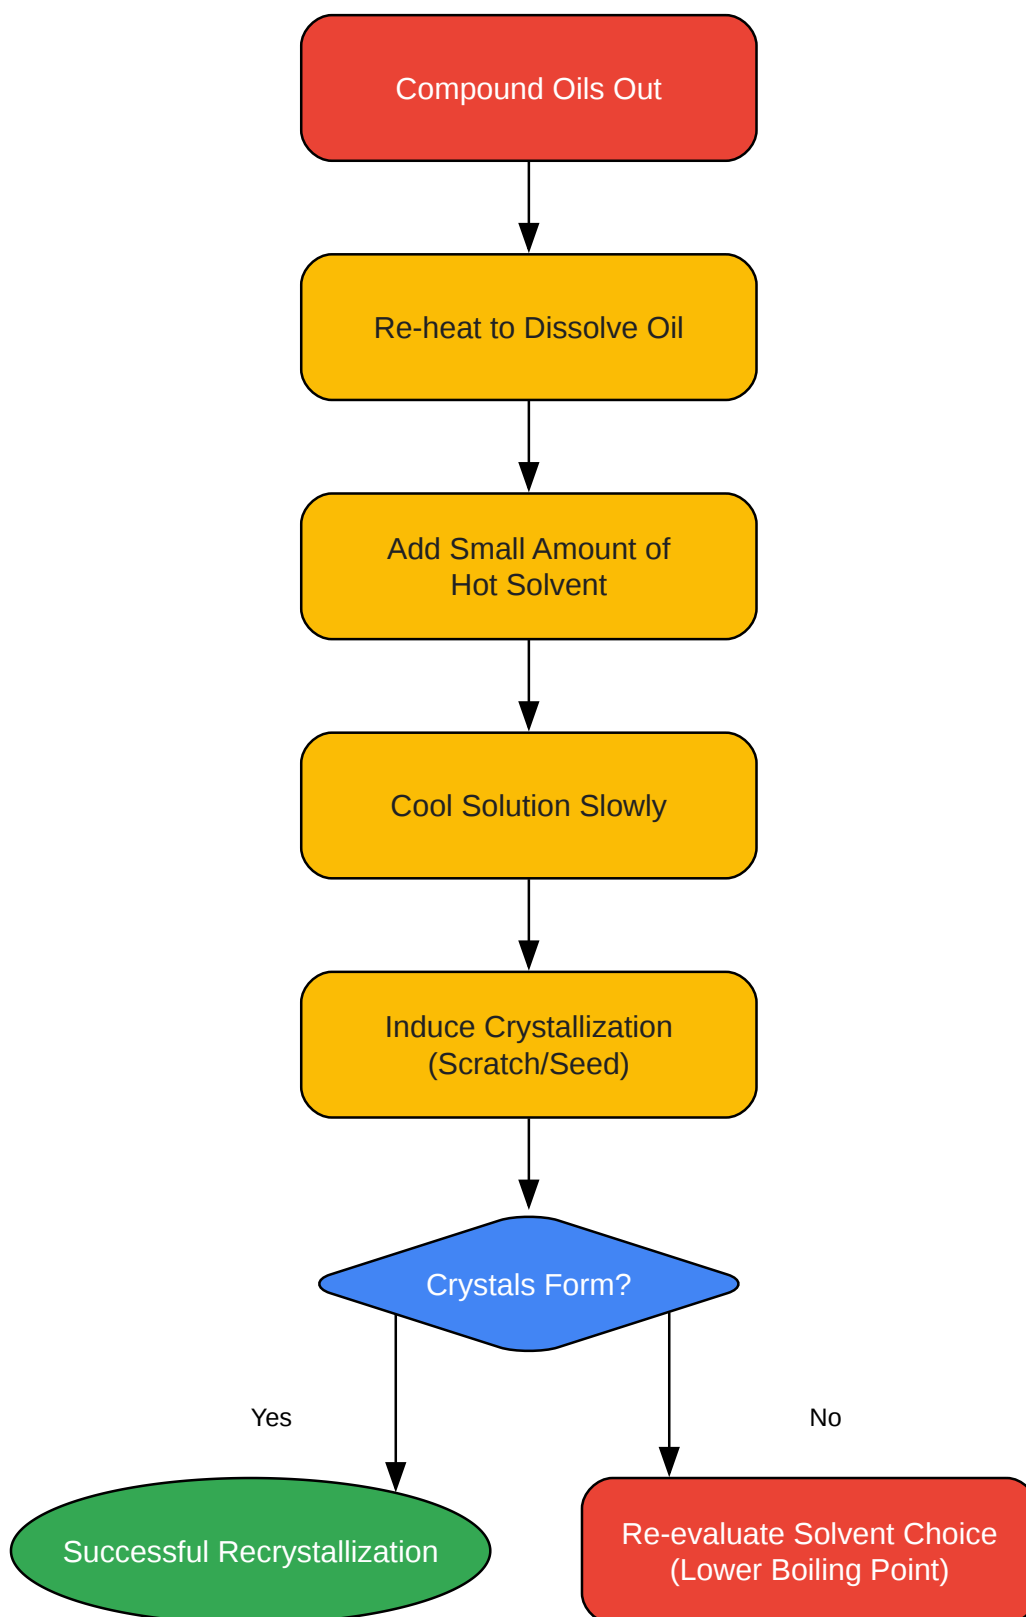 Compound Oils Out
Re-heat to Dissolve Oil
Add Small Amount of
Hot Solvent
Cool Solution Slowly
Induce Crystallization
(Scratch/Seed)
Crystals Form?
Yes
No
Successful Recrystallization
Re-evaluate Solvent Choice
(Lower Boiling Point)